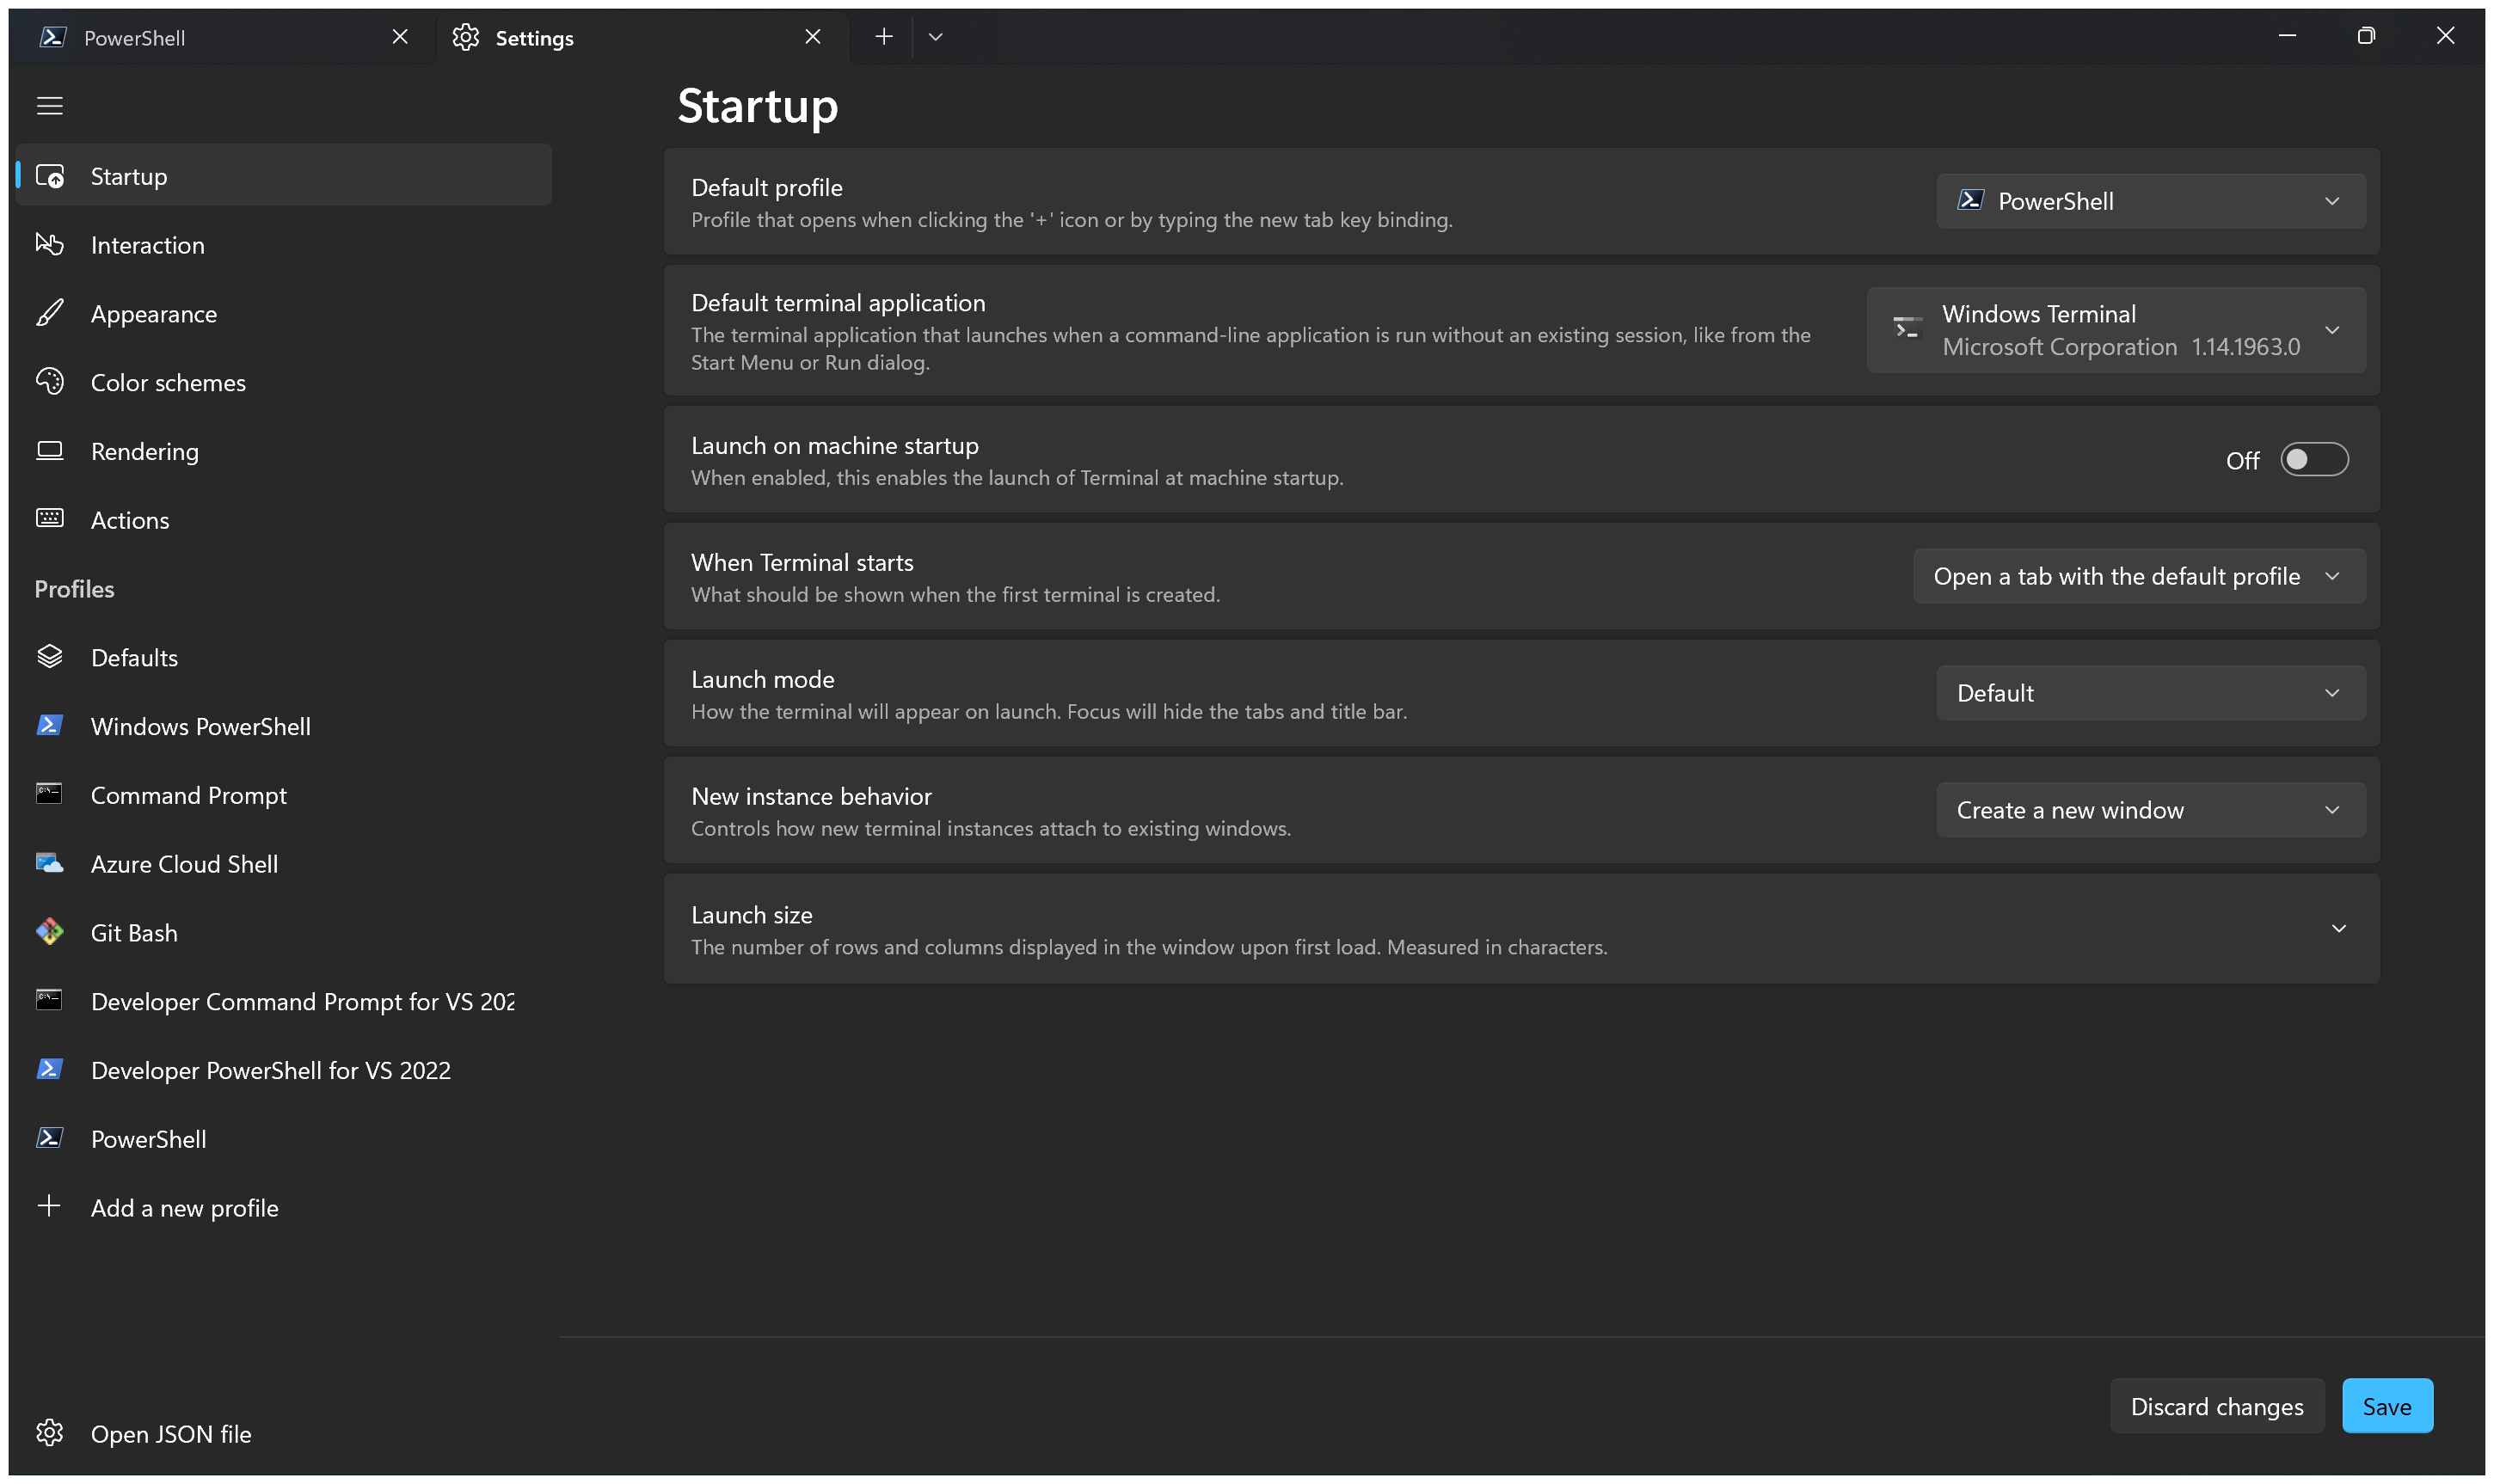 PowerShell
Settings
Startup
Interaction
Appearance
Color schemes
Rendering
Actions
Profiles
Defaults
Windows PowerShell
Command Prompt
Azure Cloud Shell
Git Bash
Developer Command Prompt for VS 202
Developer PowerShell for VS 2022
PowerShell
Add a new profile
Open JSON file
Startup
Default profile
Profile that opens when clicking the '+' icon or by typing the new tab key binding.
PowerShell
Default terminal application
The terminal application that launches when a command-line application is run without an existing session, like from the
Start Menu or Run dialog.
Windows Terminal
Microsoft Corporation 1.14.1963.0
Launch on machine startup
When enabled, this enables the launch of Terminal at machine startup.
Off
When Terminal starts
What should be shown when the first terminal is created.
Open a tab with the default profile
Launch mode
How the terminal will appear on launch. Focus will hide the tabs and title bar.
Default
New instance behavior
Controls how new terminal instances attach to existing windows.
Create a new window
Launch size
The number of rows and columns displayed in the window upon first load. Measured in characters.
Discard changes
Save